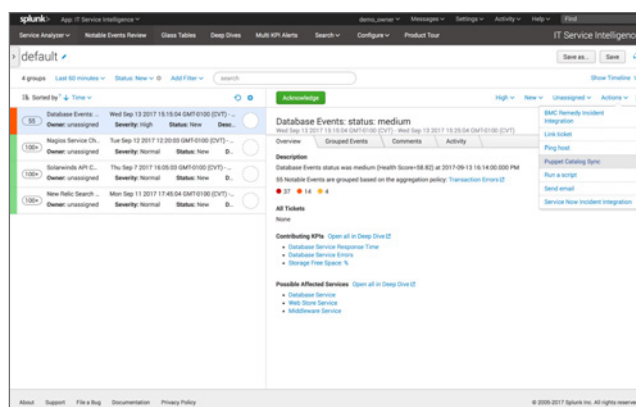 splunk> App: IT Service Intelligence demo_owner Messages Settings Activity Help Find
Service Analyzer Notable Events Review Glass Tables Deep Dives Multi KPI Alerts Search Configure Product Tour IT Service Intelligence
default Save as... Save
4 groups Last 60 minutes Status: New Add Filter search Show Timeline
Sorted by Time Acknowledge High New Unassigned Actions
55 Database Events: ... Wed Sep 13 2017 15:15:04 GMT-0100 (CVT) -...
Owner: unassigned Severity: High Status: New Desc...
100+ Nagios Service Ch... Tue Sep 12 2017 12:20:03 GMT-0100 (CVT) -...
Owner: unassigned Severity: Normal Status: New D...
100+ Solarwinds API C... Thu Sep 7 2017 16:05:03 GMT-0100 (CVT) -...
Owner: unassigned Severity: Normal Status: New D...
100+ New Relic Search ... Mon Sep 11 2017 17:45:04 GMT-0100 (CVT) -...
Owner: unassigned Severity: Normal Status: New D...
Database Events: status: medium
Wed Sep 13 2017 15:15:04 GMT-0100 (CVT) - Wed Sep 13 2017 15:25:04 GMT-0100 (CVT)
Overview Grouped Events Comments Activity
Description
Database Events status was medium [Health Score=58.82] at 2017-09-13 16:14:00.000 PM
55 Notable Events are grouped based on the aggregation policy: Transaction Errors
37 14 4
All Tickets
None
Contributing KPIs Open all in Deep Dive
Database Service Response Time
Database Service Errors
Storage Free Space: %
Possible Affected Services Open all in Deep Dive
Database Service
Web Store Service
Middleware Service
BMC Remedy Incident
Integration
Link ticket
Ping host
Puppet Catalog Sync
Run a script
Send email
Service Now Incident Integration
About Support File a Bug Documentation Privacy Policy © 2005-2017 Splunk Inc. All rights reserved